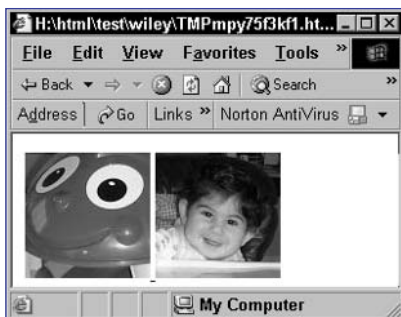 H:\html\test\wiley\TMPmpy75f3kf1.ht...
File Edit View Favorites Tools »
Back Search »
Address Go Links » Norton AntiVirus
My Computer